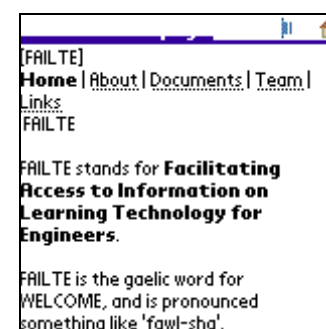 [FAILTE]
Home | About | Documents | Team |
Links
FAILTE
FAILTE stands for Facilitating
Access to Information on
Learning Technology for
Engineers.
FAILTE is the gaelic word for
WELCOME, and is pronounced
something like 'fawl-sha'.